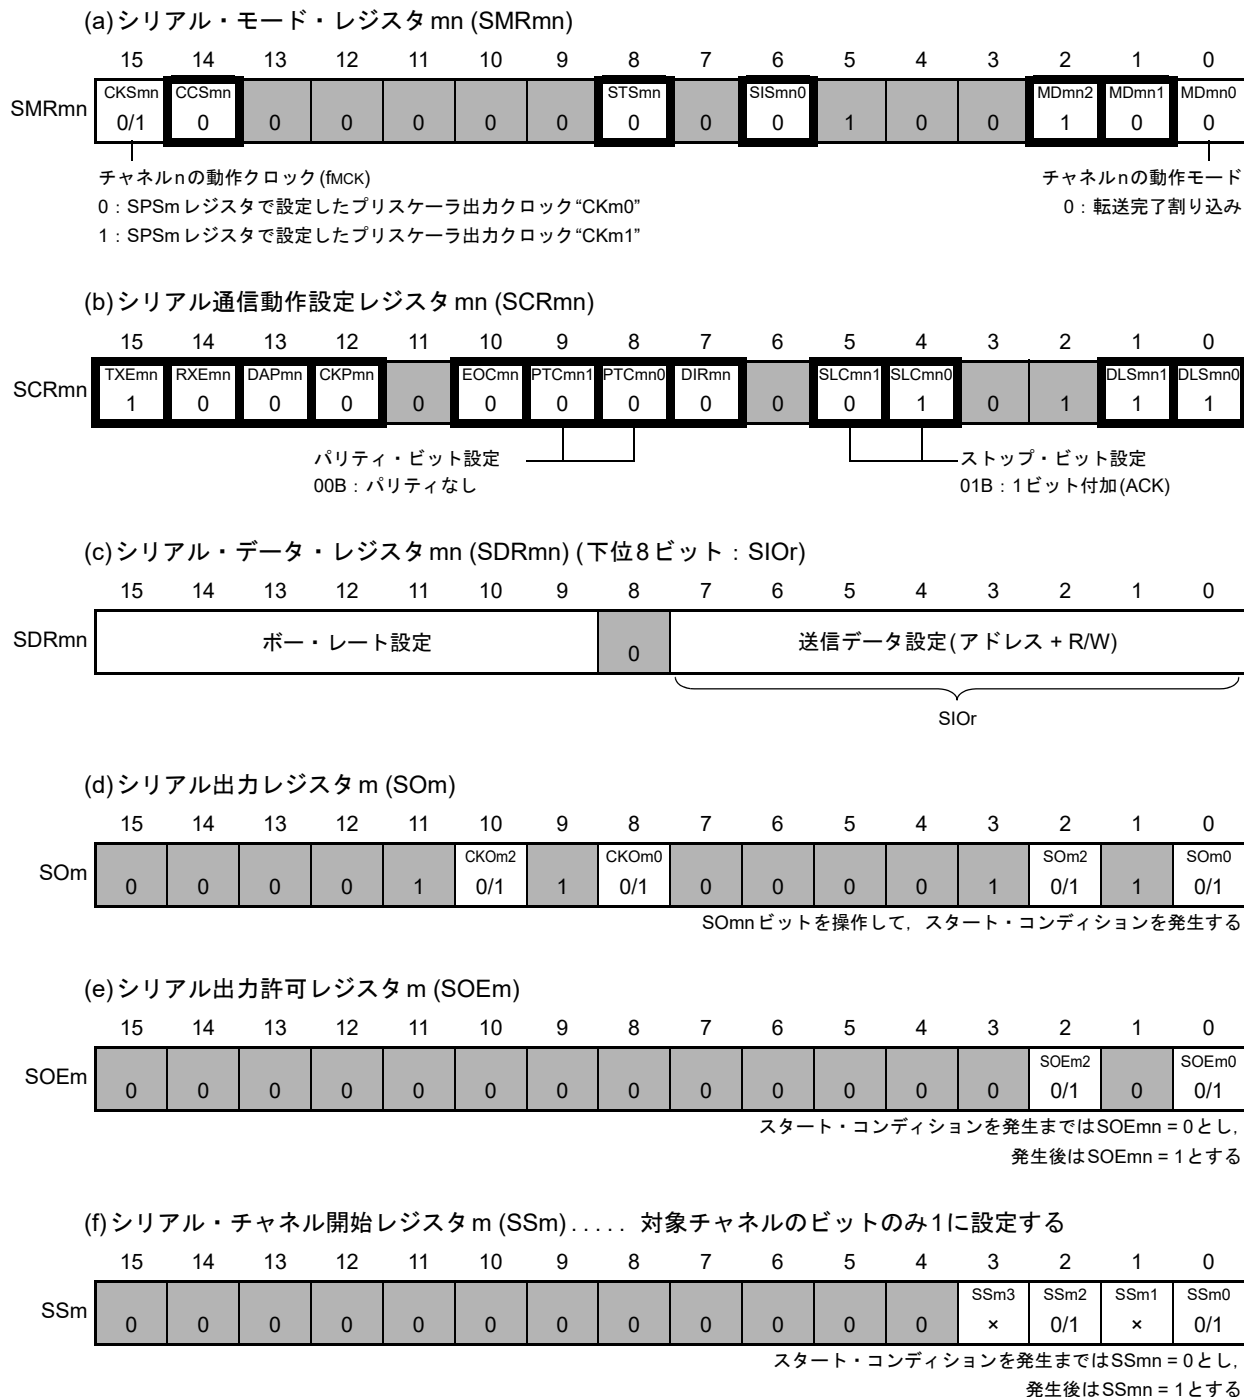 (a)シリアル・モード・レジスタmn (SMRmn)
15 14 13 12 11 10 9 8 7 6 5 4 3 2 1 0
CKSmn CCSmn STSmn SISmn0 MDmn2 MDmn1 MDmn0
SMRmn 0/1 0 0 0 0 0 0 0 0 0 1 0 0 1 0 0
チャネルnの動作クロック(fMCK)
0：SPSmレジスタで設定したプリスケーラ出力クロック“CKm0”
1：SPSmレジスタで設定したプリスケーラ出力クロック“CKm1”
チャネルnの動作モード
0：転送完了割り込み
(b)シリアル通信動作設定レジスタmn (SCRmn)
15 14 13 12 11 10 9 8 7 6 5 4 3 2 1 0
TXEmn RXEmn DAPmn CKPmn EOCmn PTCmn1 PTCmn0 DIRmn SLCmn1 SLCmn0 DLSmn1 DLSmn0
SCRmn 1 0 0 0 0 0 0 0 0 0 0 1 0 1 1 1
パリティ・ビット設定
00B：パリティなし
ストップ・ビット設定
01B：1ビット付加(ACK)
(c)シリアル・データ・レジスタmn (SDRmn) (下位8ビット：SIOr)
15 14 13 12 11 10 9 8 7 6 5 4 3 2 1 0
SDRmn ボー・レート設定 0 送信データ設定(アドレス + R/W)
SIOr
(d)シリアル出力レジスタm (SOm)
15 14 13 12 11 10 9 8 7 6 5 4 3 2 1 0
CKOm2 CKOm0 SOm2 SOm0
SOm 0 0 0 0 1 0/1 1 0/1 0 0 0 0 1 0/1 1 0/1
SOmnビットを操作して，スタート・コンディションを発生する
(e)シリアル出力許可レジスタm (SOEm)
15 14 13 12 11 10 9 8 7 6 5 4 3 2 1 0
SOEm2 SOEm0
SOEm 0 0 0 0 0 0 0 0 0 0 0 0 0 0/1 0 0/1
スタート・コンディションを発生まではSOEmn = 0とし，
発生後はSOEmn = 1とする
(f)シリアル・チャネル開始レジスタm (SSm) ..... 対象チャネルのビットのみ1に設定する
15 14 13 12 11 10 9 8 7 6 5 4 3 2 1 0
SSm3 SSm2 SSm1 SSm0
SSm 0 0 0 0 0 0 0 0 0 0 0 0 × 0/1 × 0/1
スタート・コンディションを発生まではSSmn = 0とし，
発生後はSSmn = 1とする